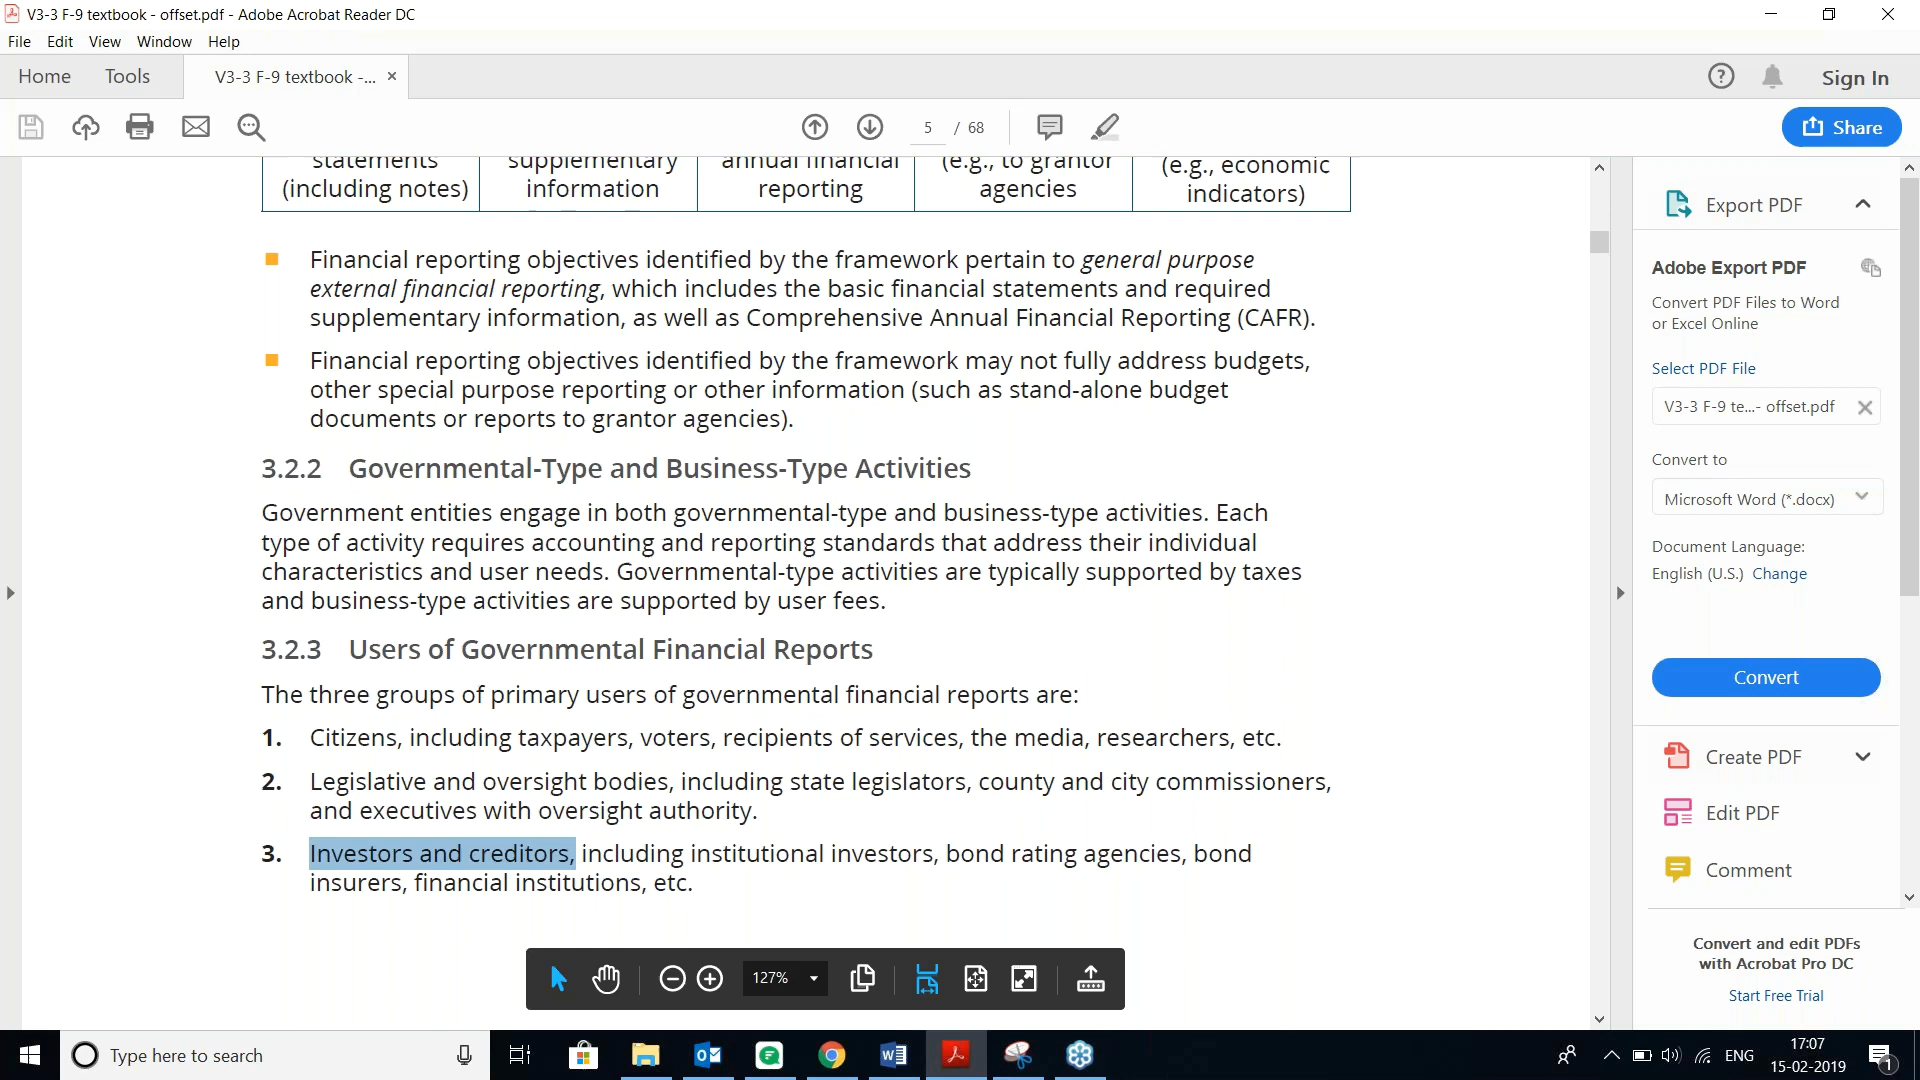 V3-3 F-9 textbook - offset.pdf - Adobe Acrobat Reader DC
File Edit View Window Help
Home Tools V3-3 F-9 textbook -... × Sign In
5 / 68 Share
statements supplementary annual financial (e.g., to grantor (e.g., economic
(including notes) information reporting agencies indicators)
Financial reporting objectives identified by the framework pertain to general purpose
external financial reporting, which includes the basic financial statements and required
supplementary information, as well as Comprehensive Annual Financial Reporting (CAFR).
Financial reporting objectives identified by the framework may not fully address budgets,
other special purpose reporting or other information (such as stand-alone budget
documents or reports to grantor agencies).
3.2.2 Governmental-Type and Business-Type Activities
Government entities engage in both governmental-type and business-type activities. Each
type of activity requires accounting and reporting standards that address their individual
characteristics and user needs. Governmental-type activities are typically supported by taxes
and business-type activities are supported by user fees.
3.2.3 Users of Governmental Financial Reports
The three groups of primary users of governmental financial reports are:
1. Citizens, including taxpayers, voters, recipients of services, the media, researchers, etc.
2. Legislative and oversight bodies, including state legislators, county and city commissioners,
and executives with oversight authority.
3. Investors and creditors, including institutional investors, bond rating agencies, bond
insurers, financial institutions, etc.
127%
Export PDF
Adobe Export PDF
Convert PDF Files to Word
or Excel Online
Select PDF File
V3-3 F-9 te...- offset.pdf
Convert to
Microsoft Word (*.docx)
Document Language:
English (U.S.) Change
Convert
Create PDF
Edit PDF
Comment
Convert and edit PDFs
with Acrobat Pro DC
Start Free Trial
Type here to search
ENG
17:07
15-02-2019
1